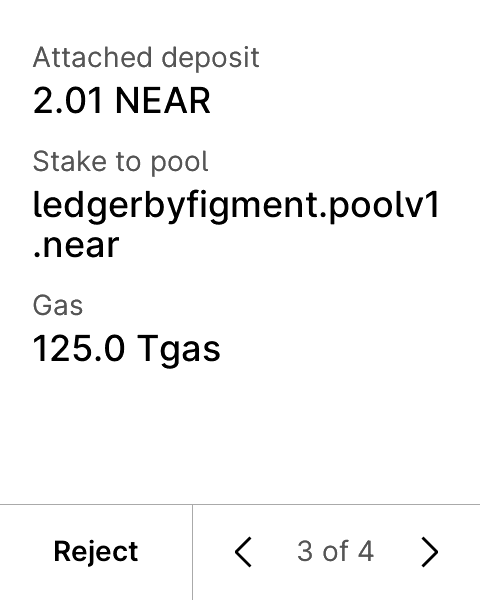 Attached deposit
2.01 NEAR
Stake to pool
ledgerbyfigment.poolv1
.near
Gas
125.0 Tgas
Reject
3 of 4